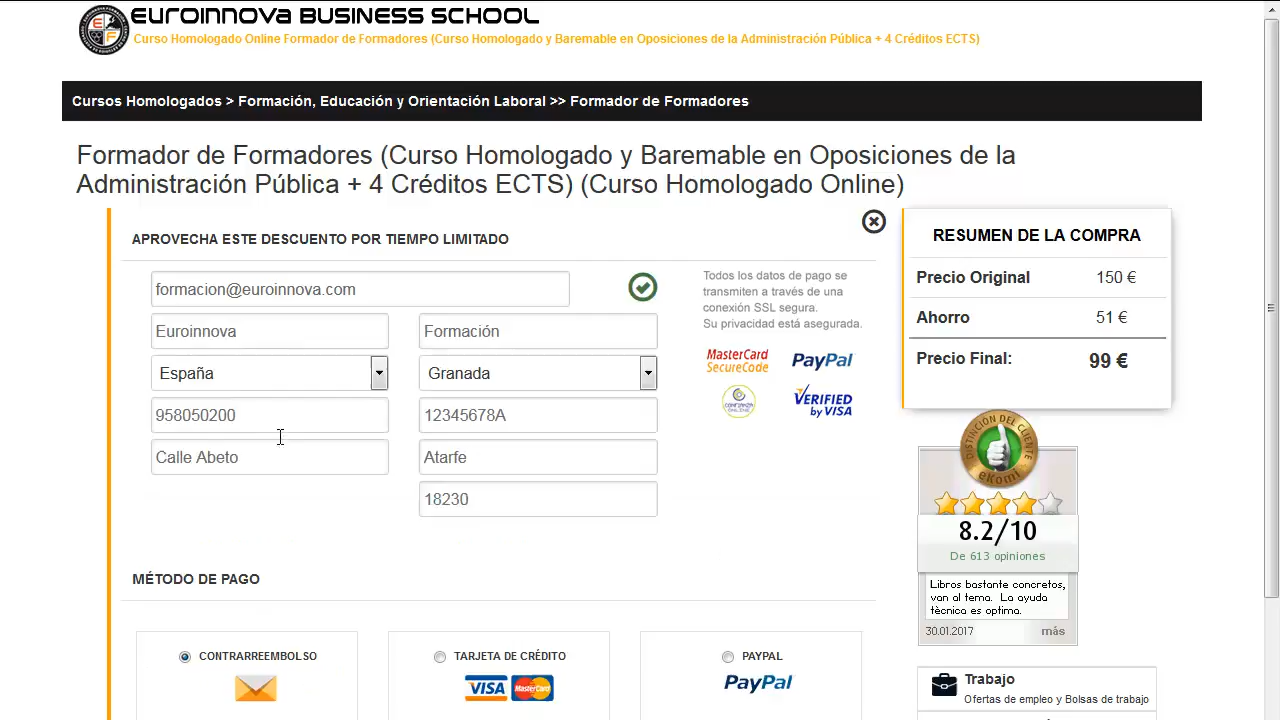 EUROINNOVA BUSINESS SCHOOL
Curso Homologado Online Formador de Formadores (Curso Homologado y Baremable en Oposiciones de la Administración Pública + 4 Créditos ECTS)
Cursos Homologados > Formación, Educación y Orientación Laboral >> Formador de Formadores
Formador de Formadores (Curso Homologado y Baremable en Oposiciones de la
Administración Pública + 4 Créditos ECTS) (Curso Homologado Online)
APROVECHA ESTE DESCUENTO POR TIEMPO LIMITADO
formacion@euroinnova.com
Euroinnova
Formación
España
Granada
958050200
12345678A
Calle Abeto
Atarfe
18230
Todos los datos de pago se
transmiten a través de una
conexión SSL segura.
Su privacidad está asegurada.
MasterCard
SecureCode
PayPal
CONFIANZA
ONLINE
VERIFIED
by VISA
RESUMEN DE LA COMPRA
Precio Original 150 €
Ahorro 51 €
Precio Final: 99 €
DISTINCIÓN DEL CLIENTE
eKomi
8.2/10
De 613 opiniones
Libros bastante concretos,
van al tema. La ayuda
tècnica es optima.
30.01.2017 más
Trabajo
Ofertas de empleo y Bolsas de trabajo
MÉTODO DE PAGO
CONTRARREEMBOLSO
TARJETA DE CRÉDITO
VISA MasterCard
PAYPAL
PayPal